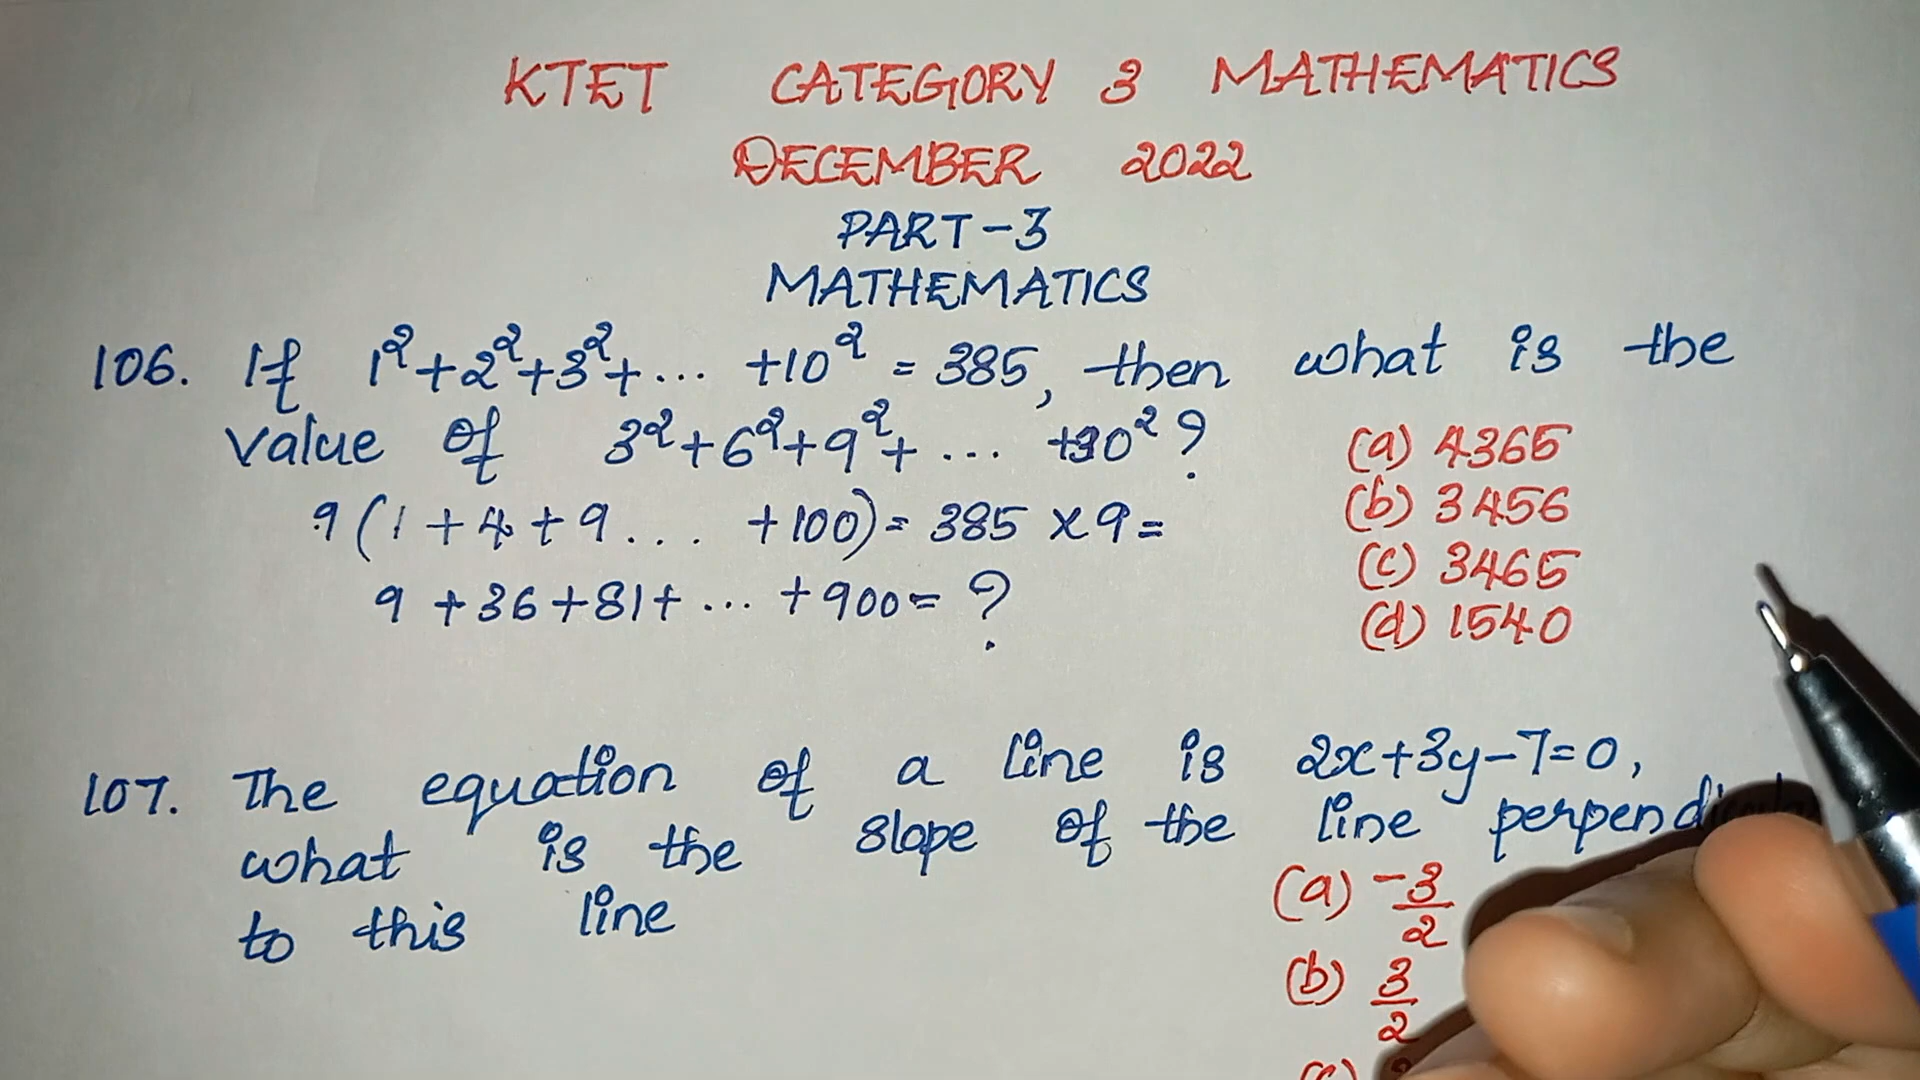 KTET CATEGORY 3 MATHEMATICS
DECEMBER 2022
PART-3
MATHEMATICS
106. If 1²+2²+3²+... +10² = 385, then what is the
value of 3²+6²+9²+ ... +30²?
(a) 4365
(b) 3456
9(1+4+9... +100)= 385 x9=
(c) 3465
9 +36+81+ ... +900= ?
(d) 1540
107. The equation of a line is 2x+3y-7=0,
what is the slope of the line perpendicular
to this line
(a) -3/2
(b) 3/2
(c)